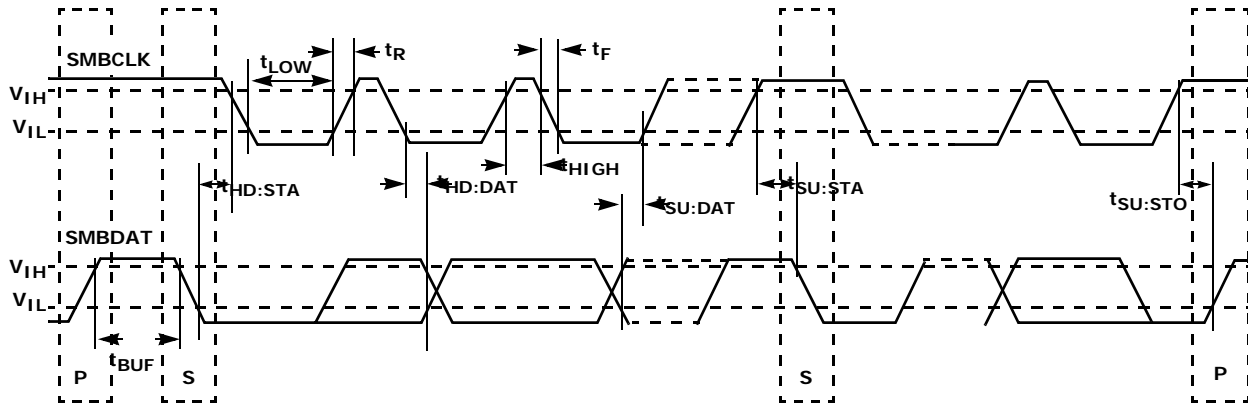 SMBCLK
tLOW
tR
tF
VIH
VIL
tHD:STA
tHD:DAT
tHIGH
tSU:DAT
tSU:STA
tSU:STO
SMBDAT
VIH
VIL
tBUF
P
S
S
P